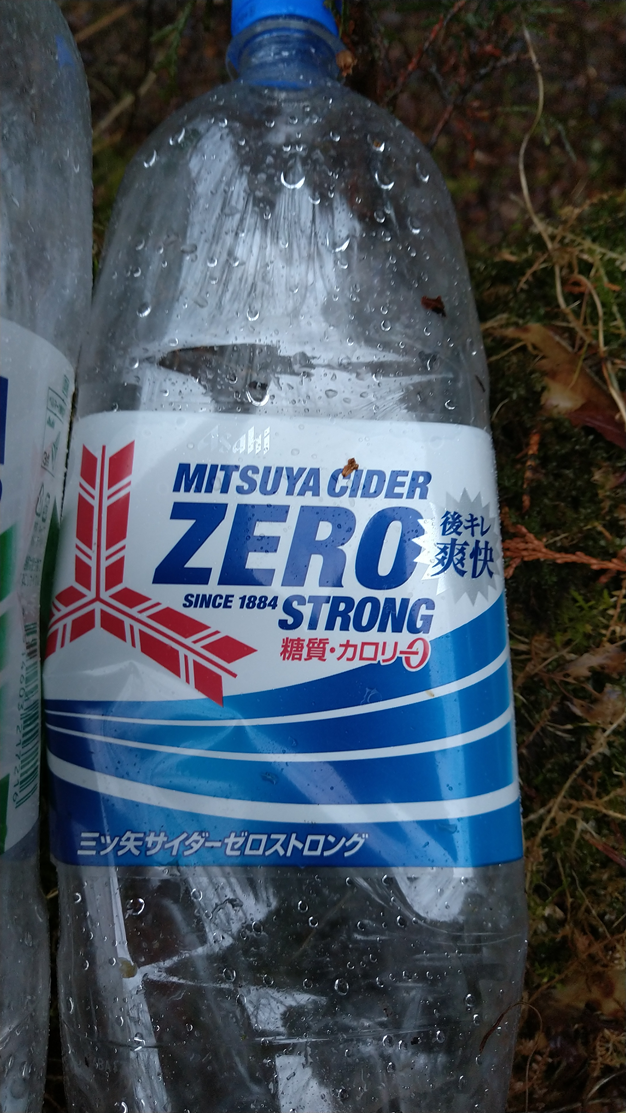 Asahi
MITSUYA CIDER
ZERO
後キレ
爽快
SINCE 1884 STRONG
糖質・カロリー0
三ツ矢サイダーゼロストロング